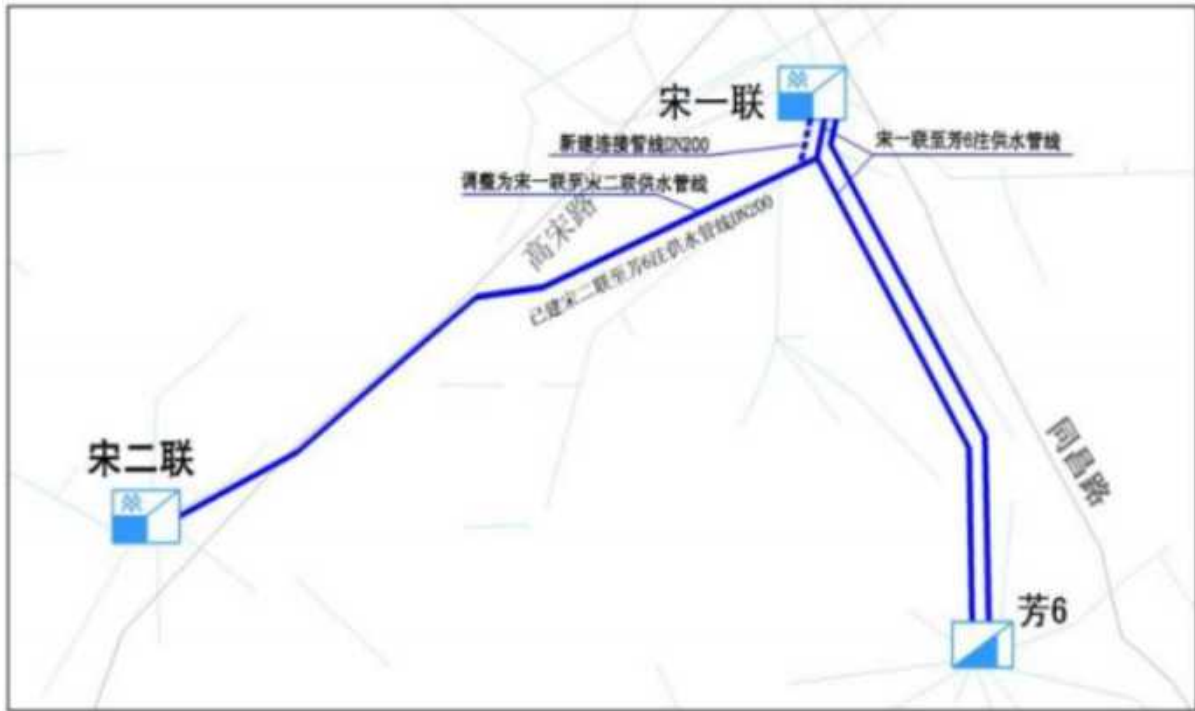 宋一联
新建连接管线DN200
宋一联至芳6注供水管线
调整为宋一联至宋二联供水管线
高宋路
已建宋二联至芳6注供水管线DN200
宋二联
同昌路
芳6